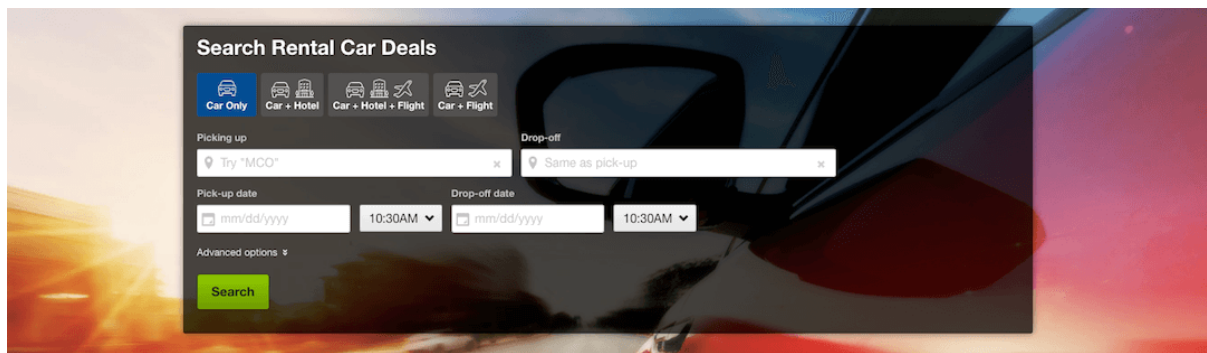 Search Rental Car Deals
Car Only Car + Hotel Car + Hotel + Flight Car + Flight
Picking up Drop-off
Try "MCO" × Same as pick-up ×
Pick-up date Drop-off date
mm/dd/yyyy 10:30AM mm/dd/yyyy 10:30AM
Advanced options
Search